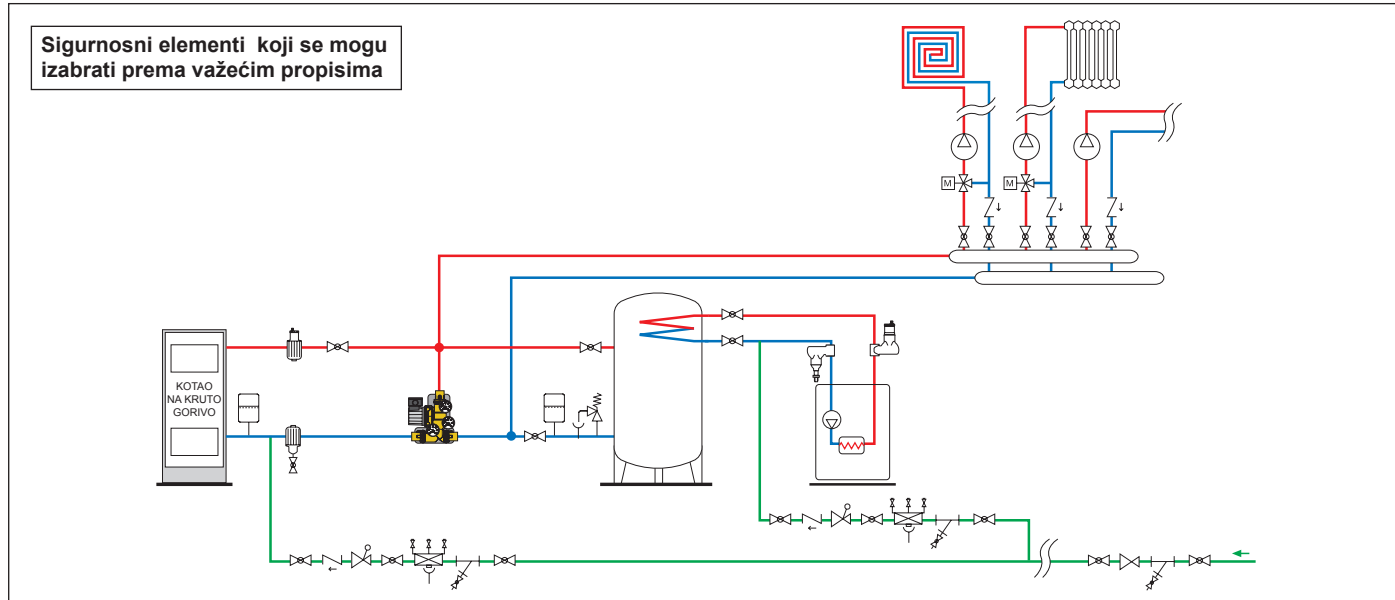 Sigurnosni elementi koji se mogu
izabrati prema važećim propisima
M
M
KOTAO
NA KRUTO
GORIVO